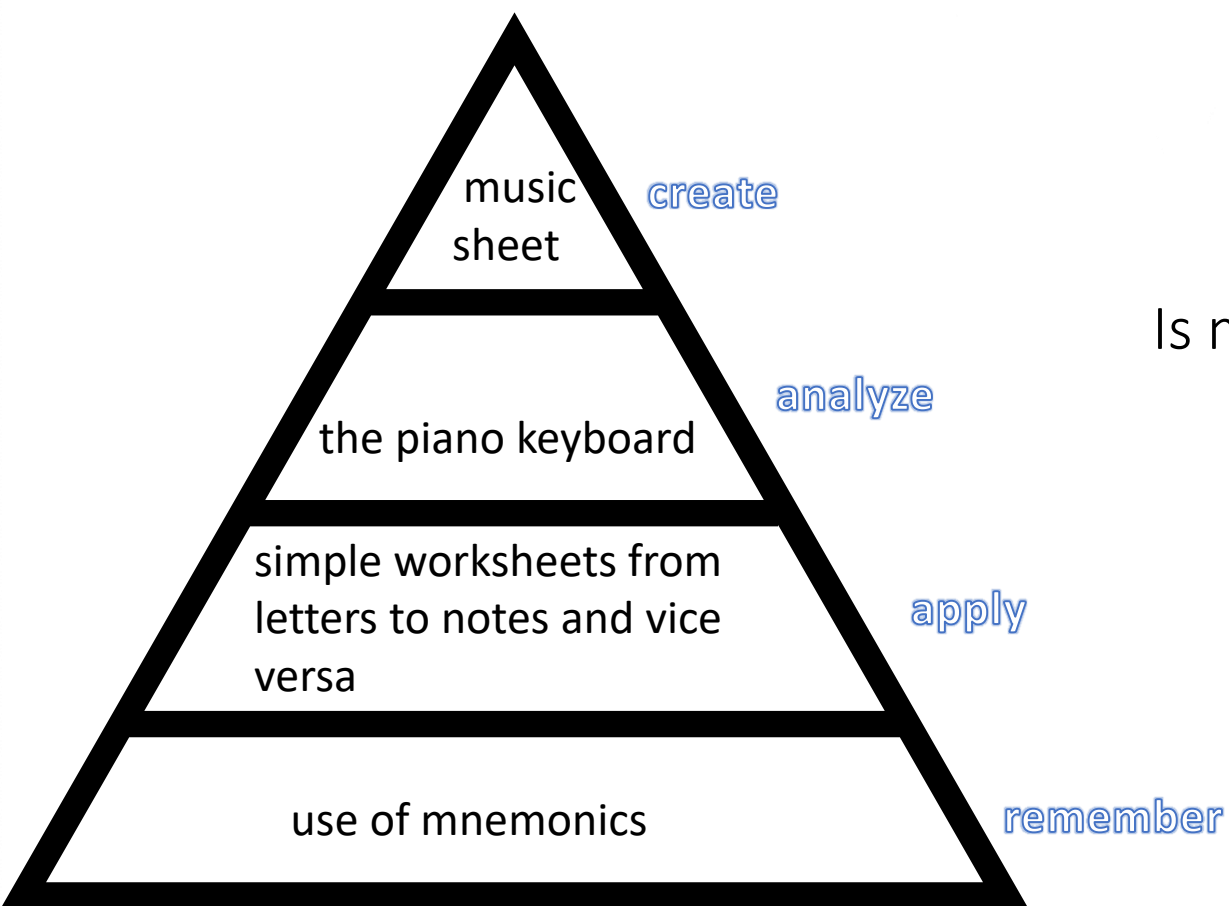 music
sheet
create
Is
analyze
the piano keyboard
simple worksheets from
letters to notes and vice
versa
apply
use of mnemonics
remember